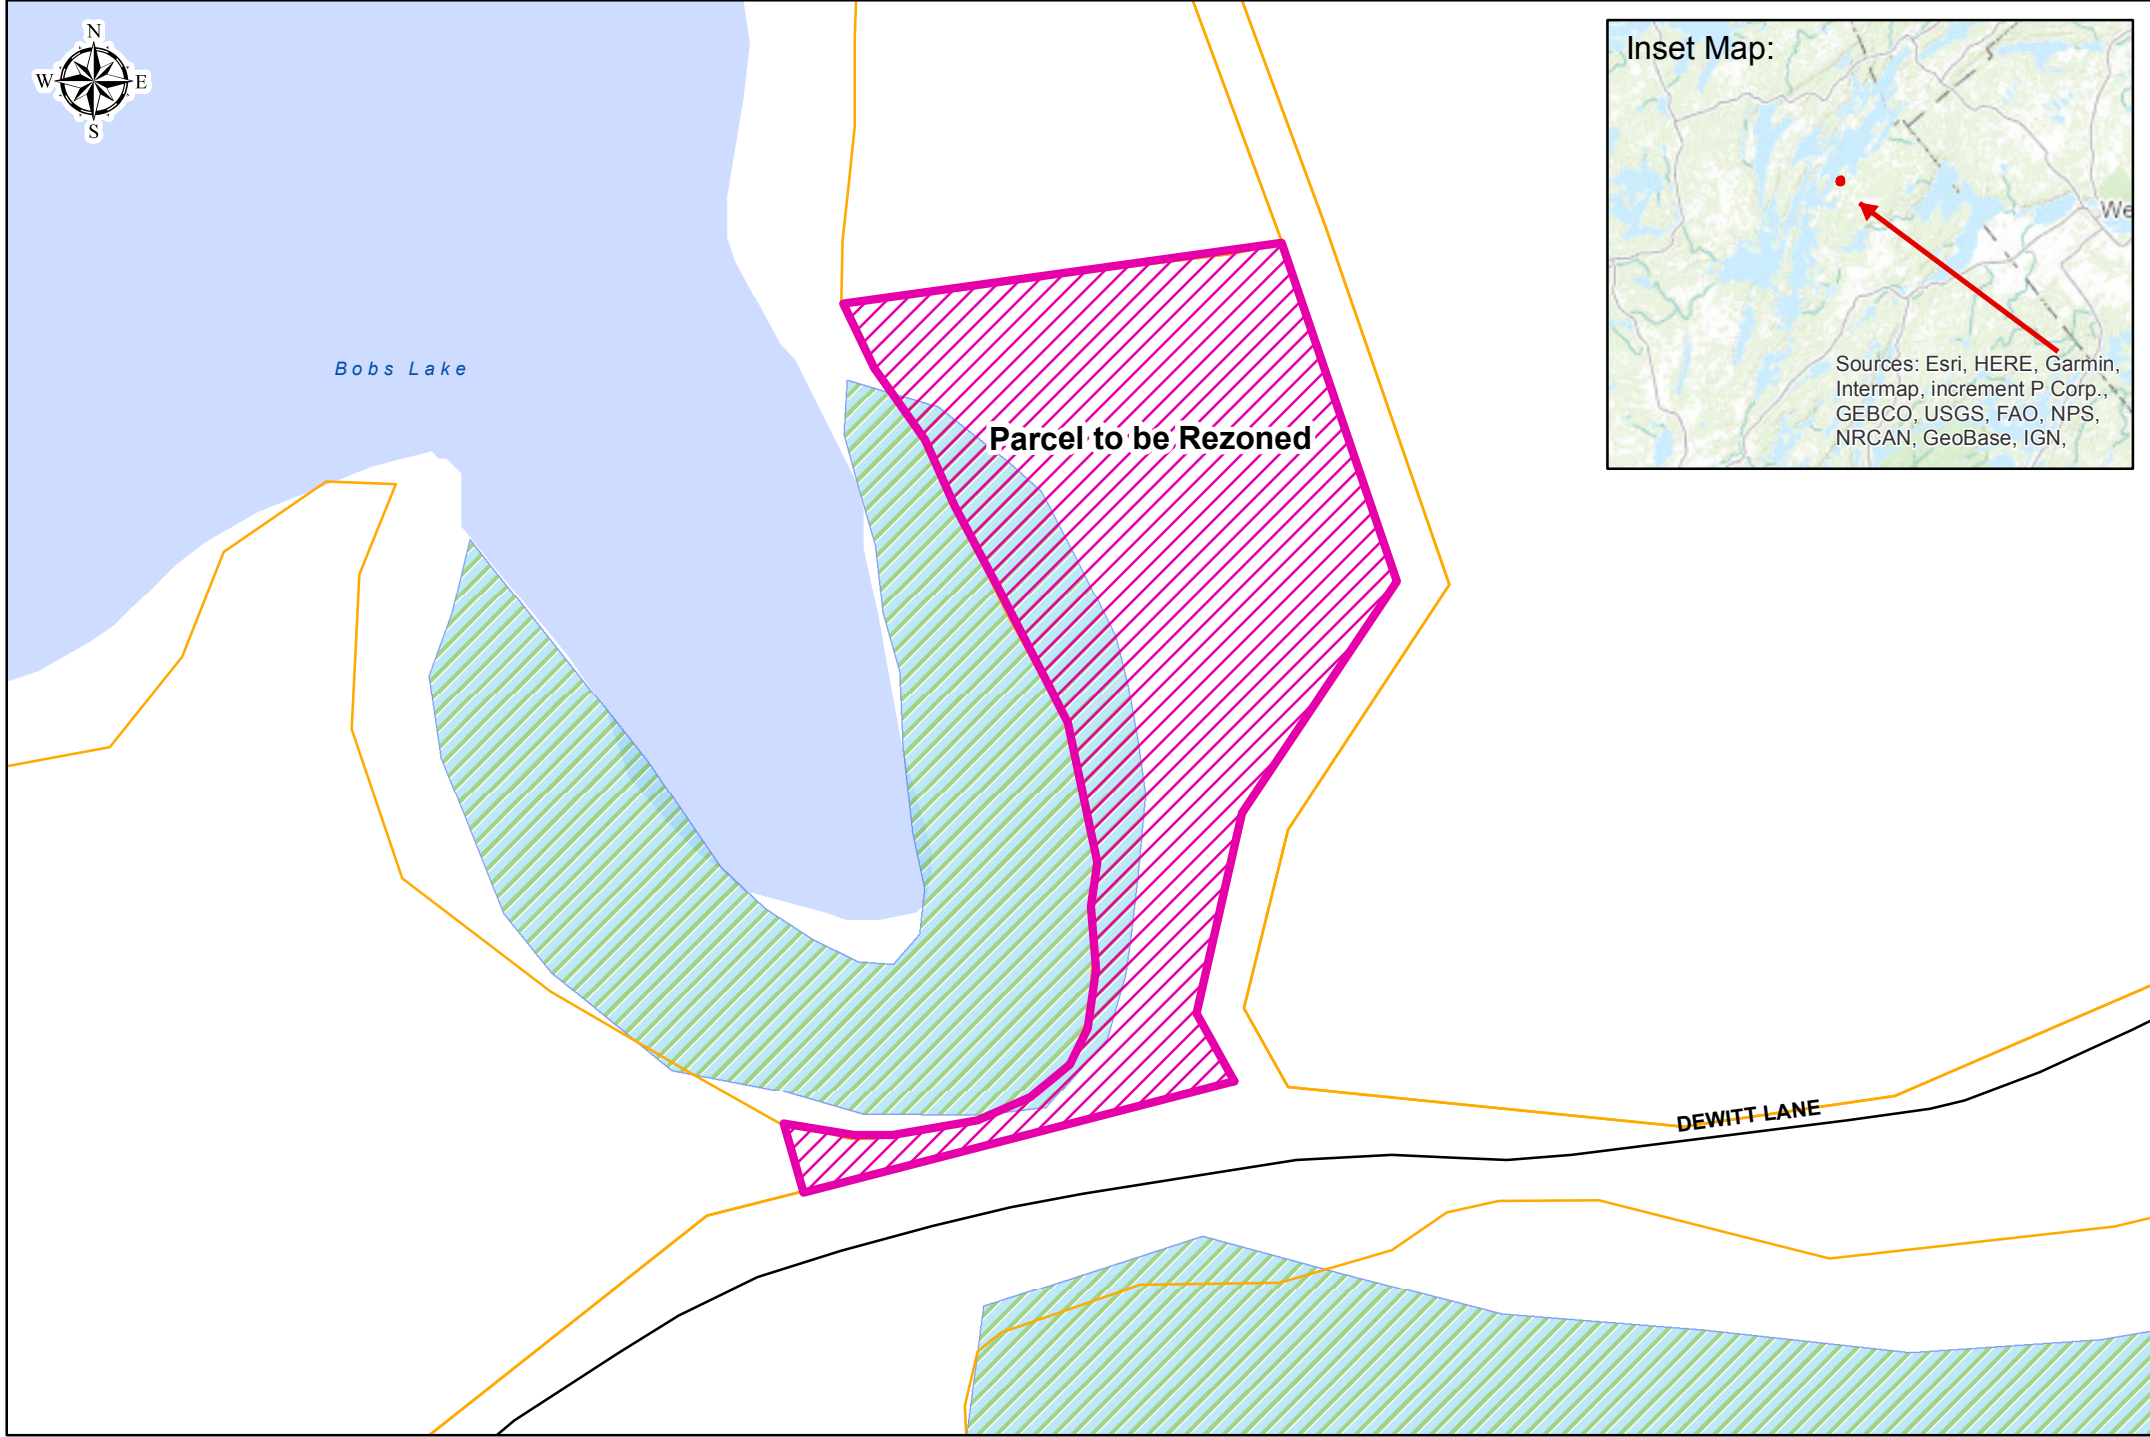 N
W E
S
Inset Map:
We
Sources: Esri, HERE, Garmin,
Intermap, increment P Corp.,
GEBCO, USGS, FAO, NPS,
NRCAN, GeoBase, IGN,
Bobs Lake
Parcel to be Rezoned
DEWITT LANE